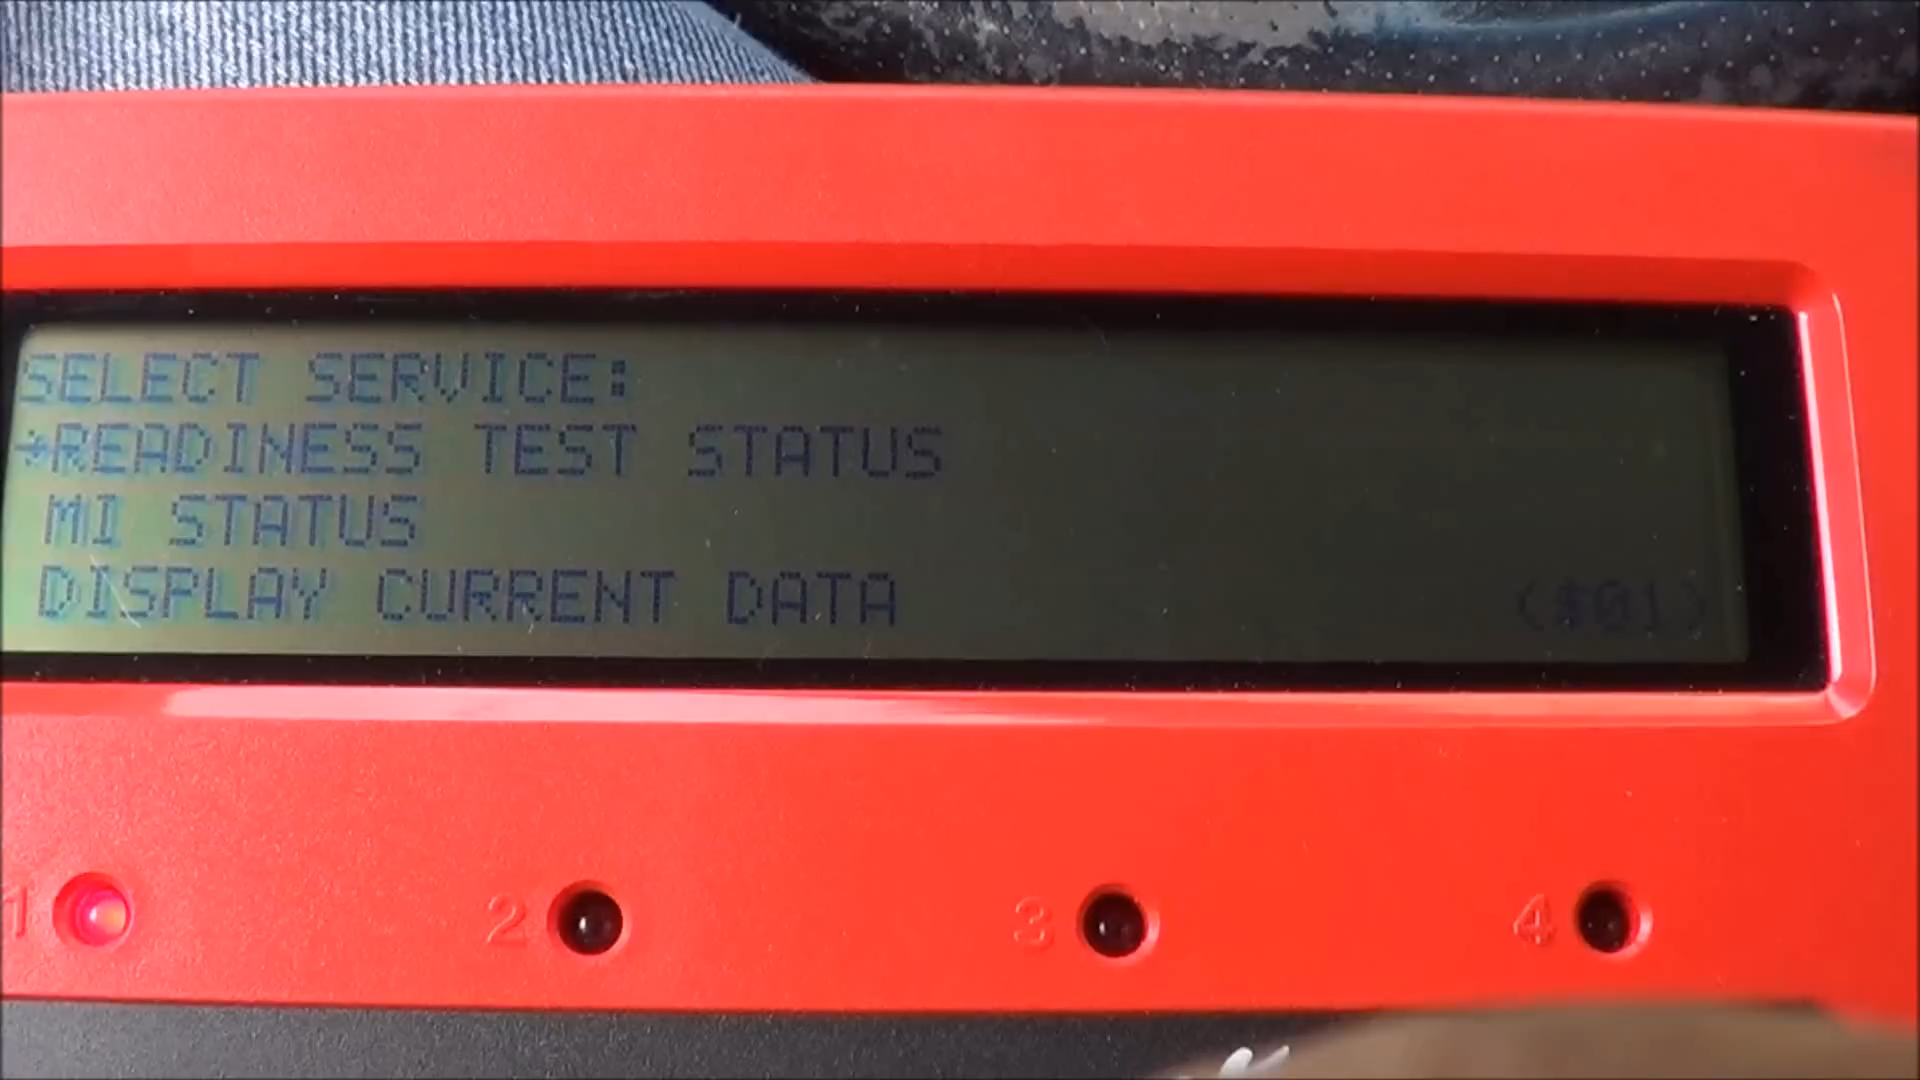 SELECT SERVICE:
→READINESS TEST STATUS
MI STATUS
DISPLAY CURRENT DATA (#01)
1 2 3 4